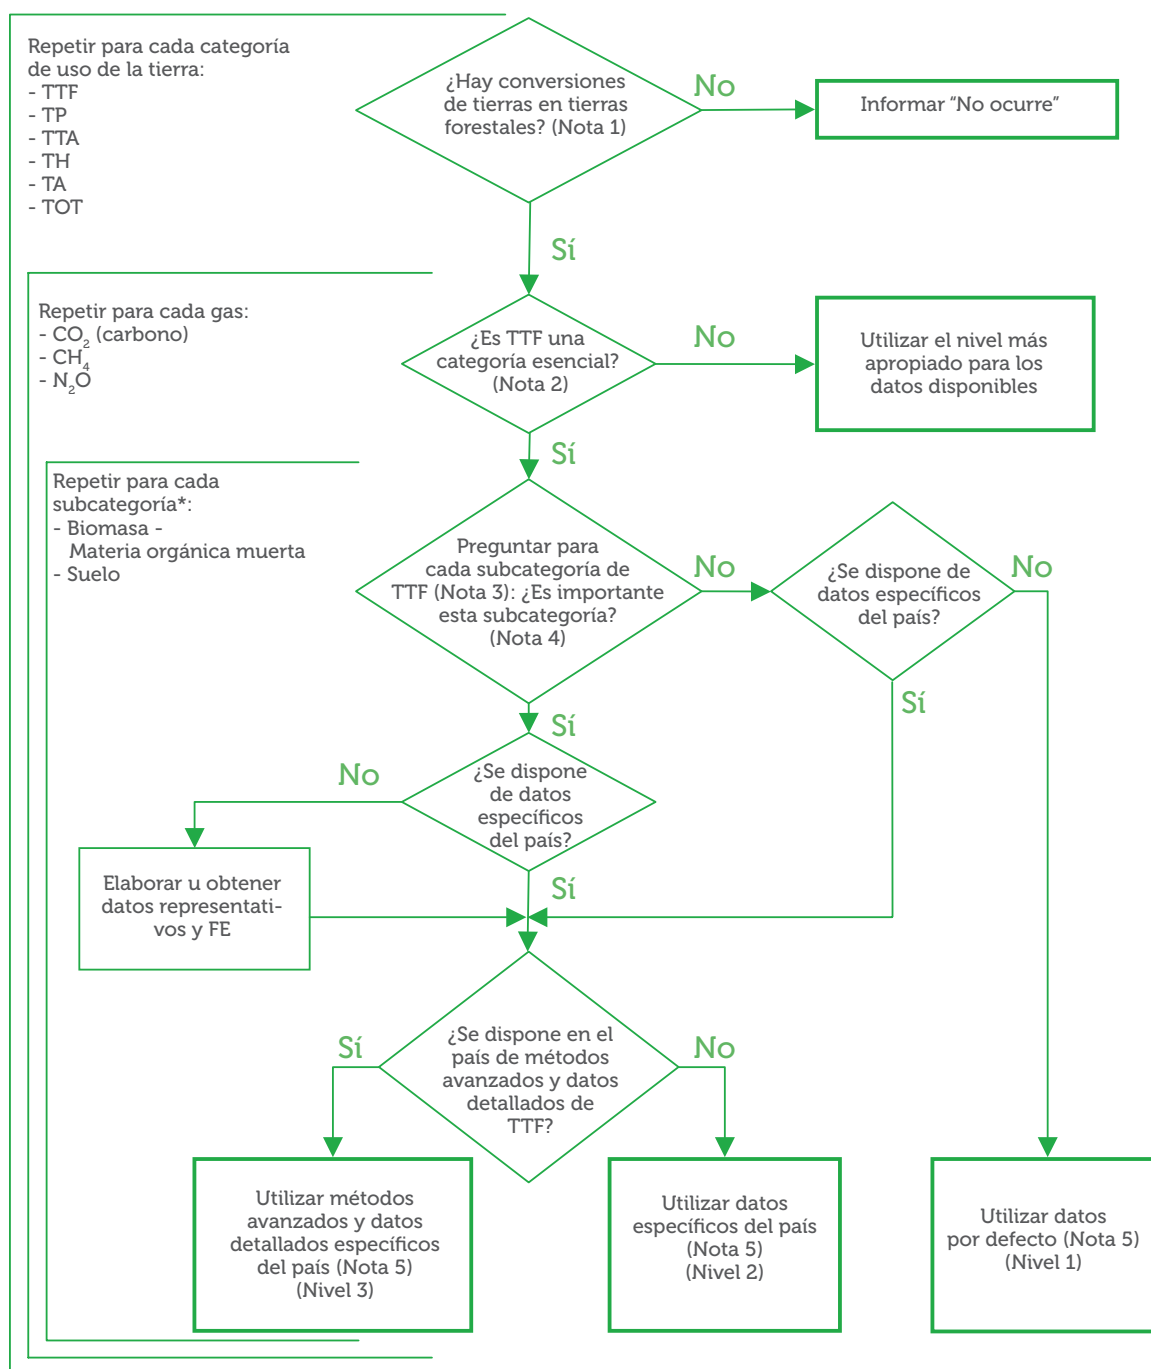 Repetir para cada categoría
de uso de la tierra:
- TTF
- TP
- TTA
- TH
- TA
- TOT
¿Hay conversiones
de tierras en tierras
forestales? (Nota 1)
No
Informar “No ocurre”
Sí
Repetir para cada gas:
- CO₂ (carbono)
- CH₄
- N₂O
¿Es TTF una
categoría esencial?
(Nota 2)
No
Utilizar el nivel más
apropiado para los
datos disponibles
Sí
Repetir para cada
subcategoría*:
- Biomasa -
Materia orgánica muerta
- Suelo
Preguntar para
cada subcategoría de
TTF (Nota 3): ¿Es importante
esta subcategoría?
(Nota 4)
No
¿Se dispone de
datos específicos
del país?
No
Sí
Sí
¿Se dispone
de datos
específicos
del país?
No
Elaborar u obtener
datos representati-
vos y FE
Sí
¿Se dispone en el
país de métodos
avanzados y datos
detallados de
TTF?
Sí
No
Utilizar métodos
avanzados y datos
detallados específicos
del país (Nota 5)
(Nivel 3)
Utilizar datos
específicos del país
(Nota 5)
(Nivel 2)
Utilizar datos
por defecto (Nota 5)
(Nivel 1)